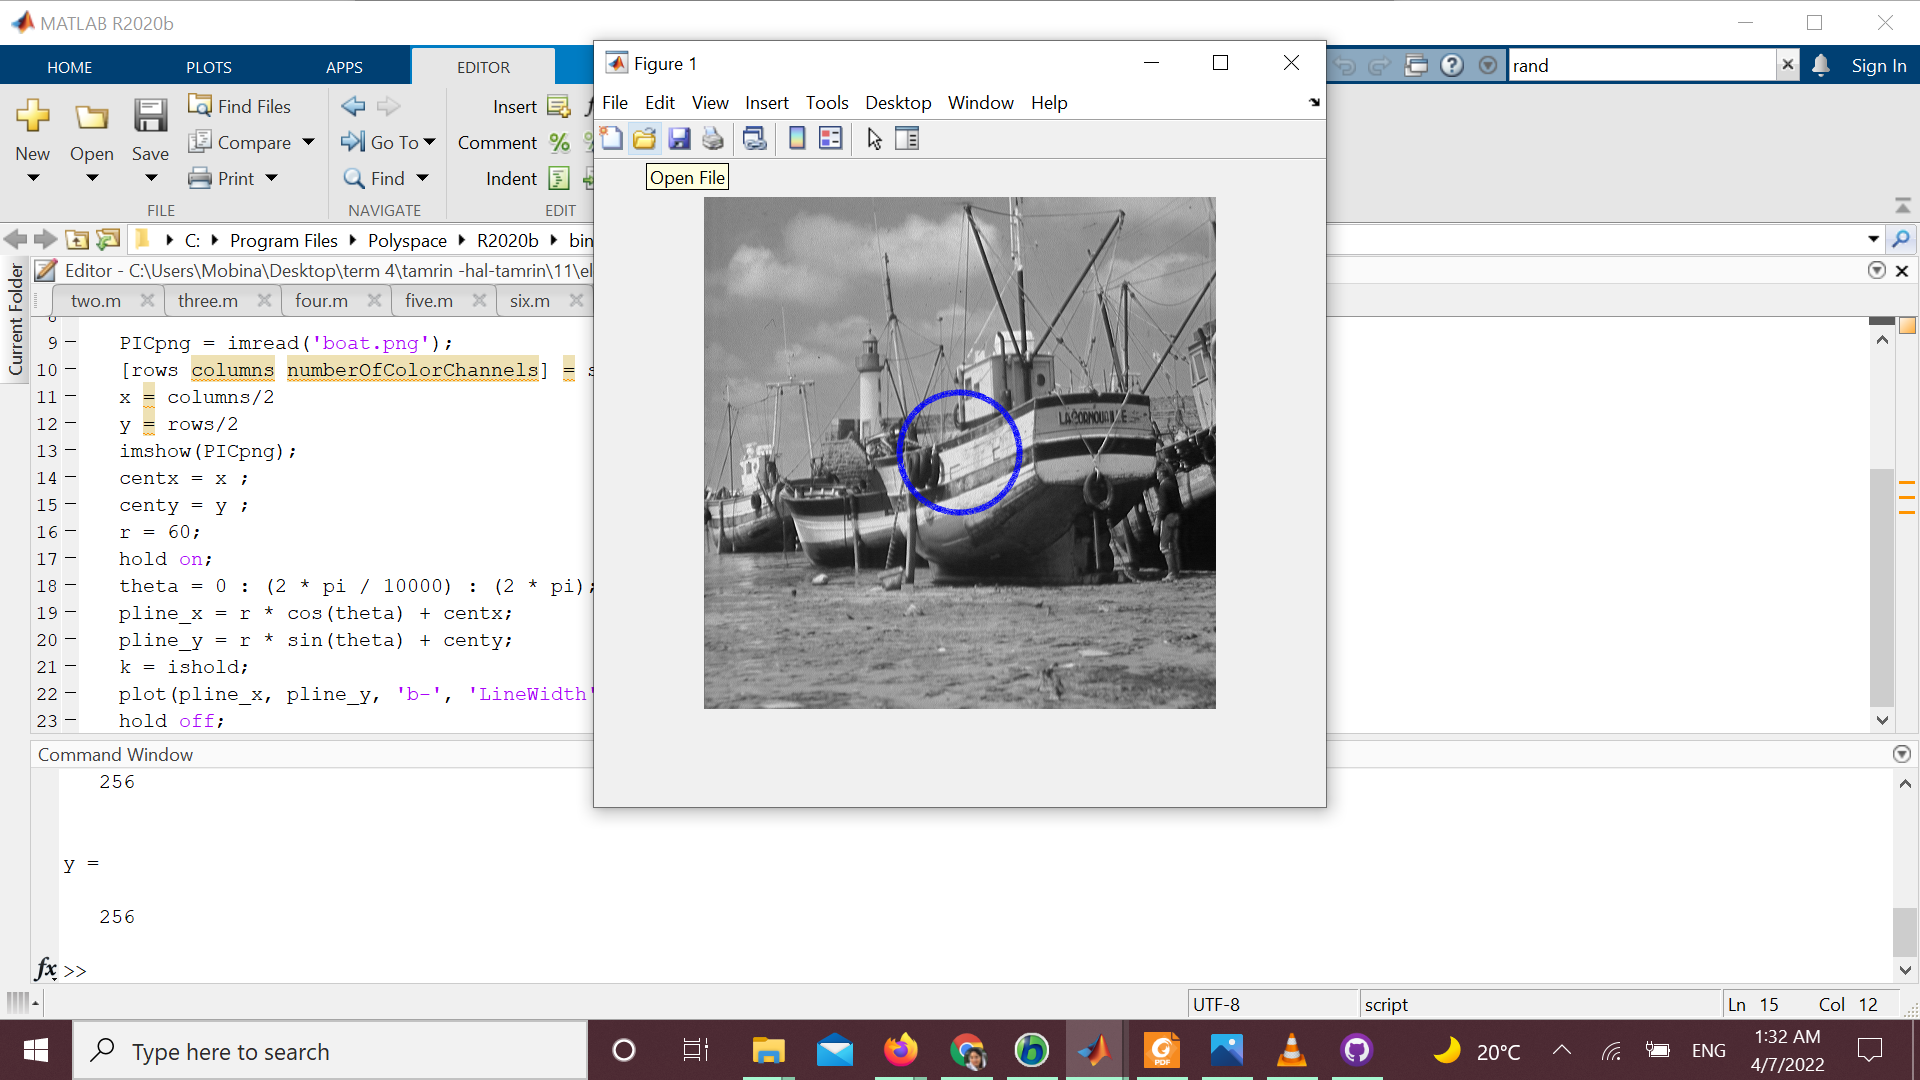 MATLAB R2020b
HOME PLOTS APPS EDITOR
rand
Sign In
New Open Save
Find Files
Compare
Print
Go To
Find
Insert
Comment
Indent
FILE NAVIGATE EDIT
C: Program Files Polyspace R2020b bin
Current Folder
Editor - C:\Users\Mobina\Desktop\term 4\tamrin -hal-tamrin\11\el
two.m three.m four.m five.m six.m
9 PICpng = imread('boat.png');
10 [rows columns numberOfColorChannels] = s
11 x = columns/2
12 y = rows/2
13 imshow(PICpng);
14 centx = x ;
15 centy = y ;
16 r = 60;
17 hold on;
18 theta = 0 : (2 * pi / 10000) : (2 * pi);
19 pline_x = r * cos(theta) + centx;
20 pline_y = r * sin(theta) + centy;
21 k = ishold;
22 plot(pline_x, pline_y, 'b-', 'LineWidth'
23 hold off;
Figure 1
File Edit View Insert Tools Desktop Window Help
Open File
Command Window
256
y =
256
fx >>
UTF-8 script Ln 15 Col 12
Type here to search
PDF
20°C ENG
1:32 AM
4/7/2022